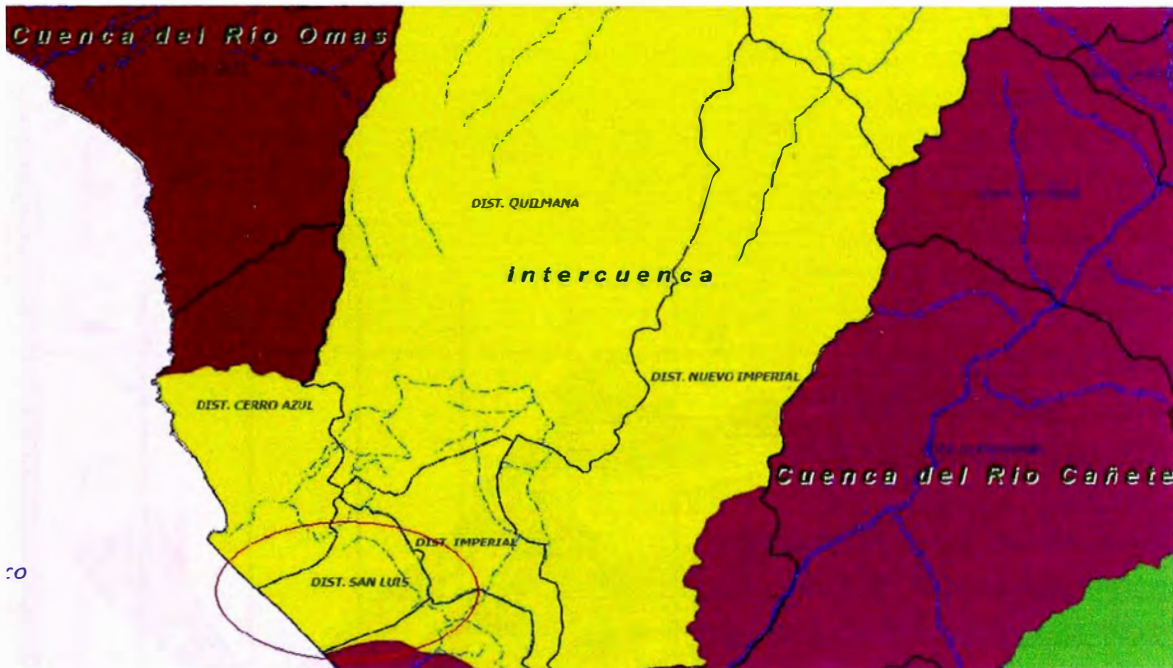 Cuenca del Río Omas
DIST. QUILMANA
Intercuenca
DIST. NUEVO IMPERIAL
DIST. CERRO AZUL
Cuenca del Río Cañete
DIST. IMPERIAL
co
DIST. SAN LUIS